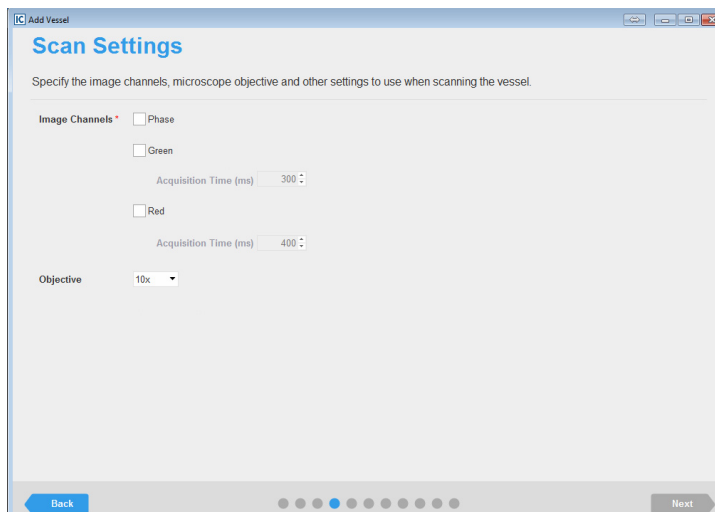 IC Add Vessel
Scan Settings
Specify the image channels, microscope objective and other settings to use when scanning the vessel.
Image Channels * Phase
Green
Acquisition Time (ms) 300
Red
Acquisition Time (ms) 400
Objective 10x
Back Next